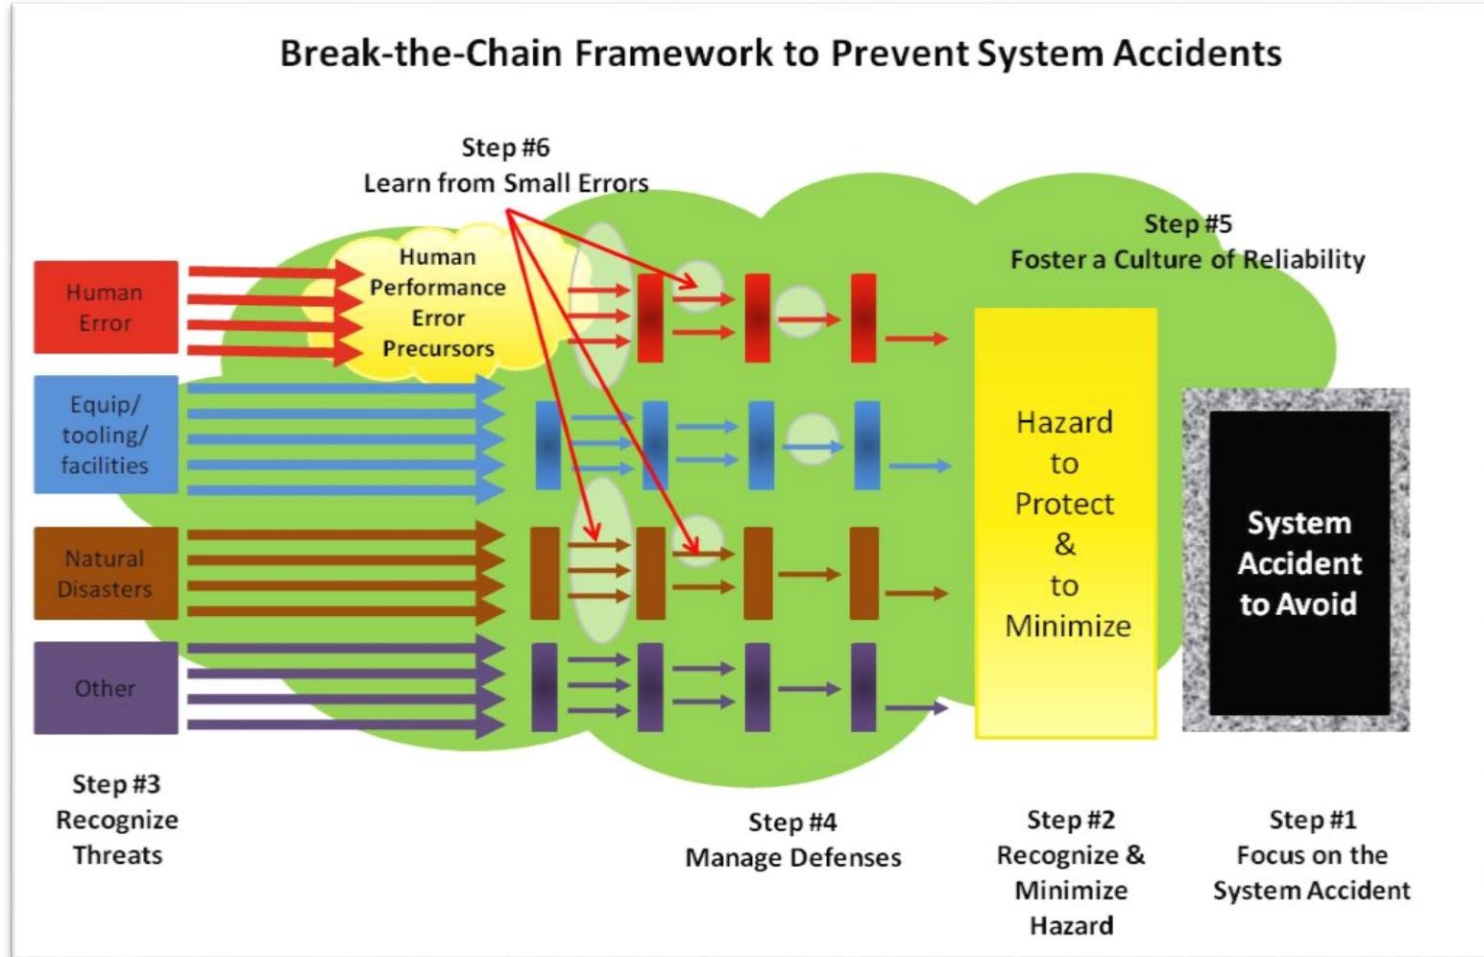 Break-the-Chain Framework to Prevent System Accidents
Step #6
Learn from Small Errors
Step #5
Foster a Culture of Reliability
Human
Error
Human
Performance
Error
Precursors
Equip/
tooling/
facilities
Natural
Disasters
Other
Hazard
to
Protect
&
to
Minimize
System
Accident
to Avoid
Step #3
Recognize
Threats
Step #4
Manage Defenses
Step #2
Recognize &
Minimize
Hazard
Step #1
Focus on the
System Accident